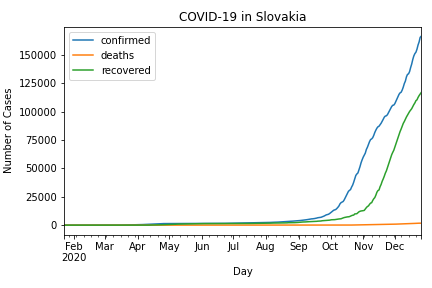 COVID-19 in Slovakia
confirmed
deaths
recovered
150000
125000
100000
75000
50000
25000
0
Number of Cases
Feb Mar Apr May Jun Jul Aug Sep Oct Nov Dec
2020
Day